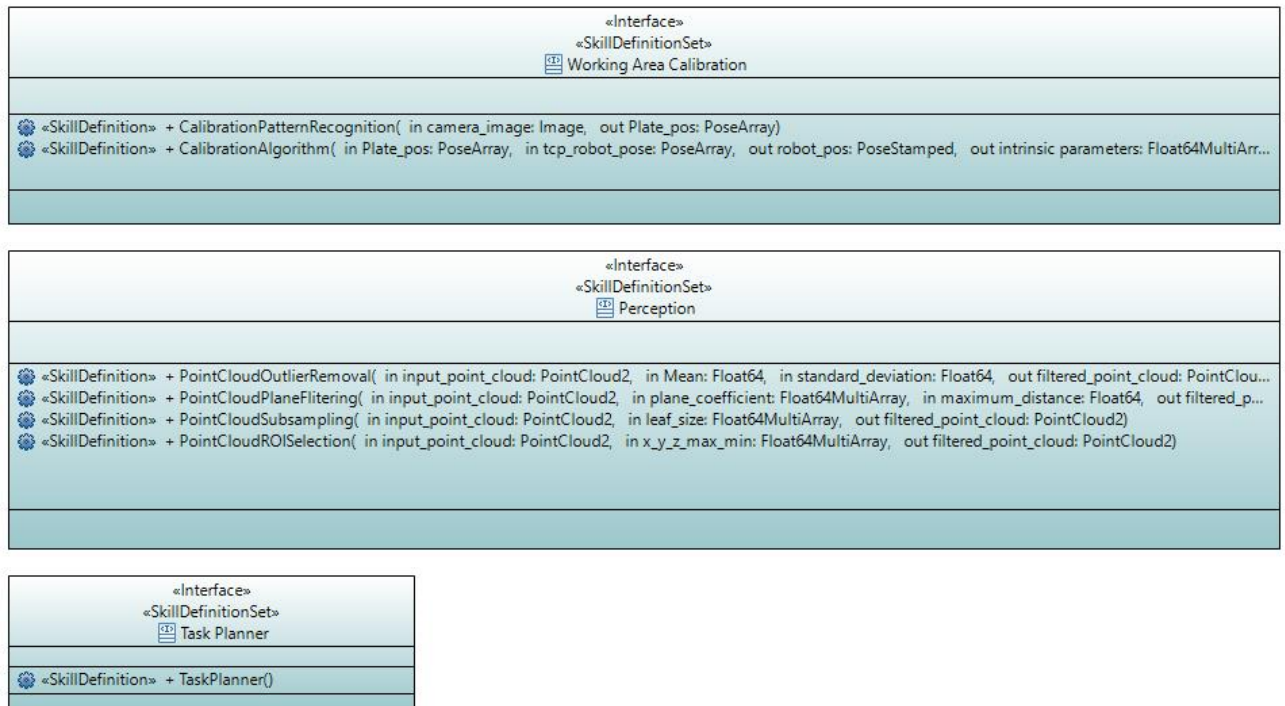 «Interface»
«SkillDefinitionSet»
Working Area Calibration
«SkillDefinition» + CalibrationPatternRecognition( in camera_image: Image, out Plate_pos: PoseArray)
«SkillDefinition» + CalibrationAlgorithm( in Plate_pos: PoseArray, in tcp_robot_pose: PoseArray, out robot_pos: PoseStamped, out intrinsic parameters: Float64MultiArr...
«Interface»
«SkillDefinitionSet»
Perception
«SkillDefinition» + PointCloudOutlierRemoval( in input_point_cloud: PointCloud2, in Mean: Float64, in standard_deviation: Float64, out filtered_point_cloud: PointClou...
«SkillDefinition» + PointCloudPlaneFlitering( in input_point_cloud: PointCloud2, in plane_coefficient: Float64MultiArray, in maximum_distance: Float64, out filtered_p...
«SkillDefinition» + PointCloudSubsampling( in input_point_cloud: PointCloud2, in leaf_size: Float64MultiArray, out filtered_point_cloud: PointCloud2)
«SkillDefinition» + PointCloudROISelection( in input_point_cloud: PointCloud2, in x_y_z_max_min: Float64MultiArray, out filtered_point_cloud: PointCloud2)
«Interface»
«SkillDefinitionSet»
Task Planner
«SkillDefinition» + TaskPlanner()